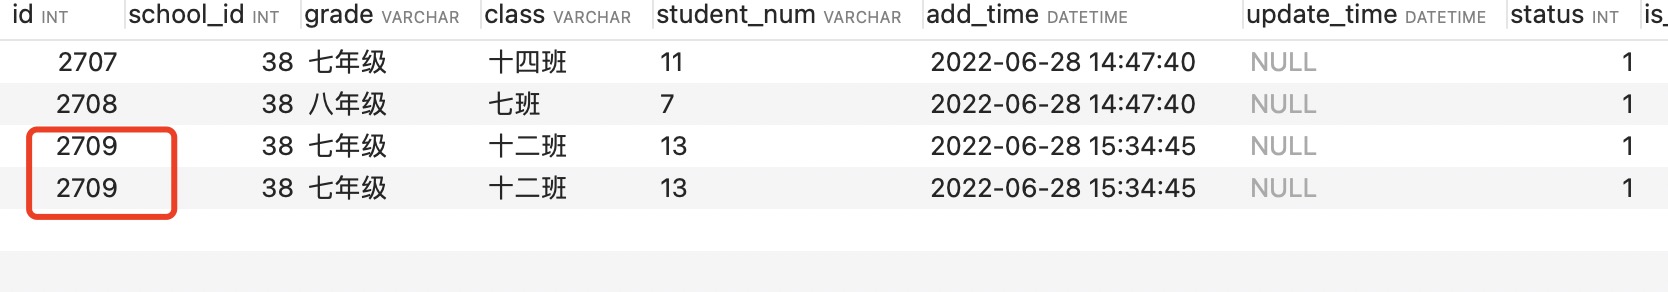 id INT school_id INT grade VARCHAR class VARCHAR student_num VARCHAR add_time DATETIME update_time DATETIME status INT is_
2707 38 七年级 十四班 11 2022-06-28 14:47:40 NULL 1
2708 38 八年级 七班 7 2022-06-28 14:47:40 NULL 1
2709 38 七年级 十二班 13 2022-06-28 15:34:45 NULL 1
2709 38 七年级 十二班 13 2022-06-28 15:34:45 NULL 1